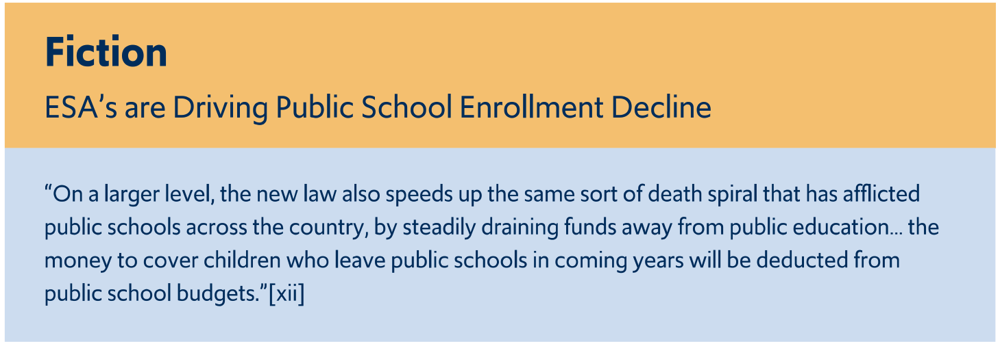 Fiction
ESA’s are Driving Public School Enrollment Decline
“On a larger level, the new law also speeds up the same sort of death spiral that has afflicted
public schools across the country, by steadily draining funds away from public education... the
money to cover children who leave public schools in coming years will be deducted from
public school budgets.”[xii]